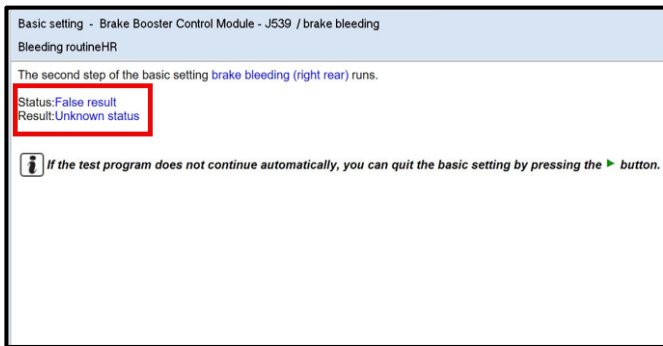 Basic setting - Brake Booster Control Module - J539 / brake bleeding
Bleeding routineHR
The second step of the basic setting brake bleeding (right rear) runs.
Status:False result
Result:Unknown status
If the test program does not continue automatically, you can quit the basic setting by pressing the ► button.